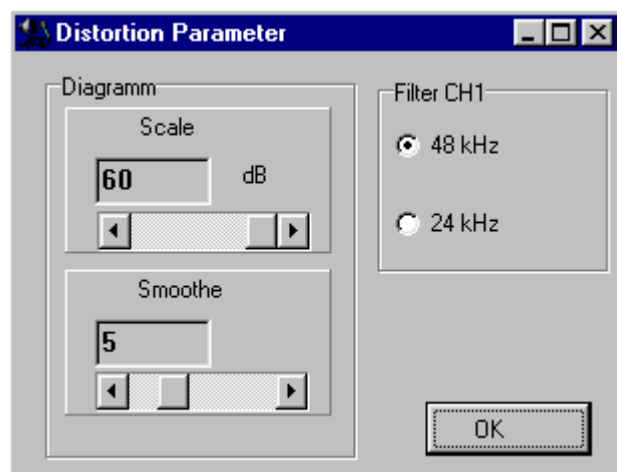 Distortion Parameter
Diagramm
Scale
60 dB
Smoothe
5
Filter CH1
48 kHz
24 kHz
OK